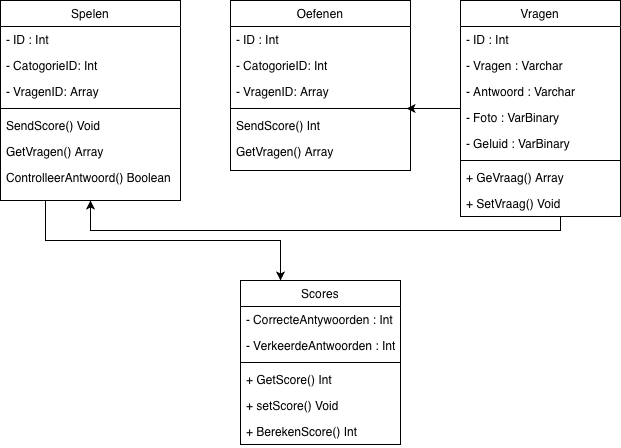 Spelen
- ID : Int
- CatogorieID: Int
- VragenID: Array
SendScore() Void
GetVragen() Array
ControlleerAntwoord() Boolean
Oefenen
- ID : Int
- CatogorieID: Int
- VragenID: Array
SendScore() Int
GetVragen() Array
Vragen
- ID : Int
- Vragen : Varchar
- Antwoord : Varchar
- Foto : VarBinary
- Geluid : VarBinary
+ GeVraag() Array
+ SetVraag() Void
Scores
- CorrecteAntywoorden : Int
- VerkeerdeAntwoorden : Int
+ GetScore() Int
+ setScore() Void
+ BerekenScore() Int